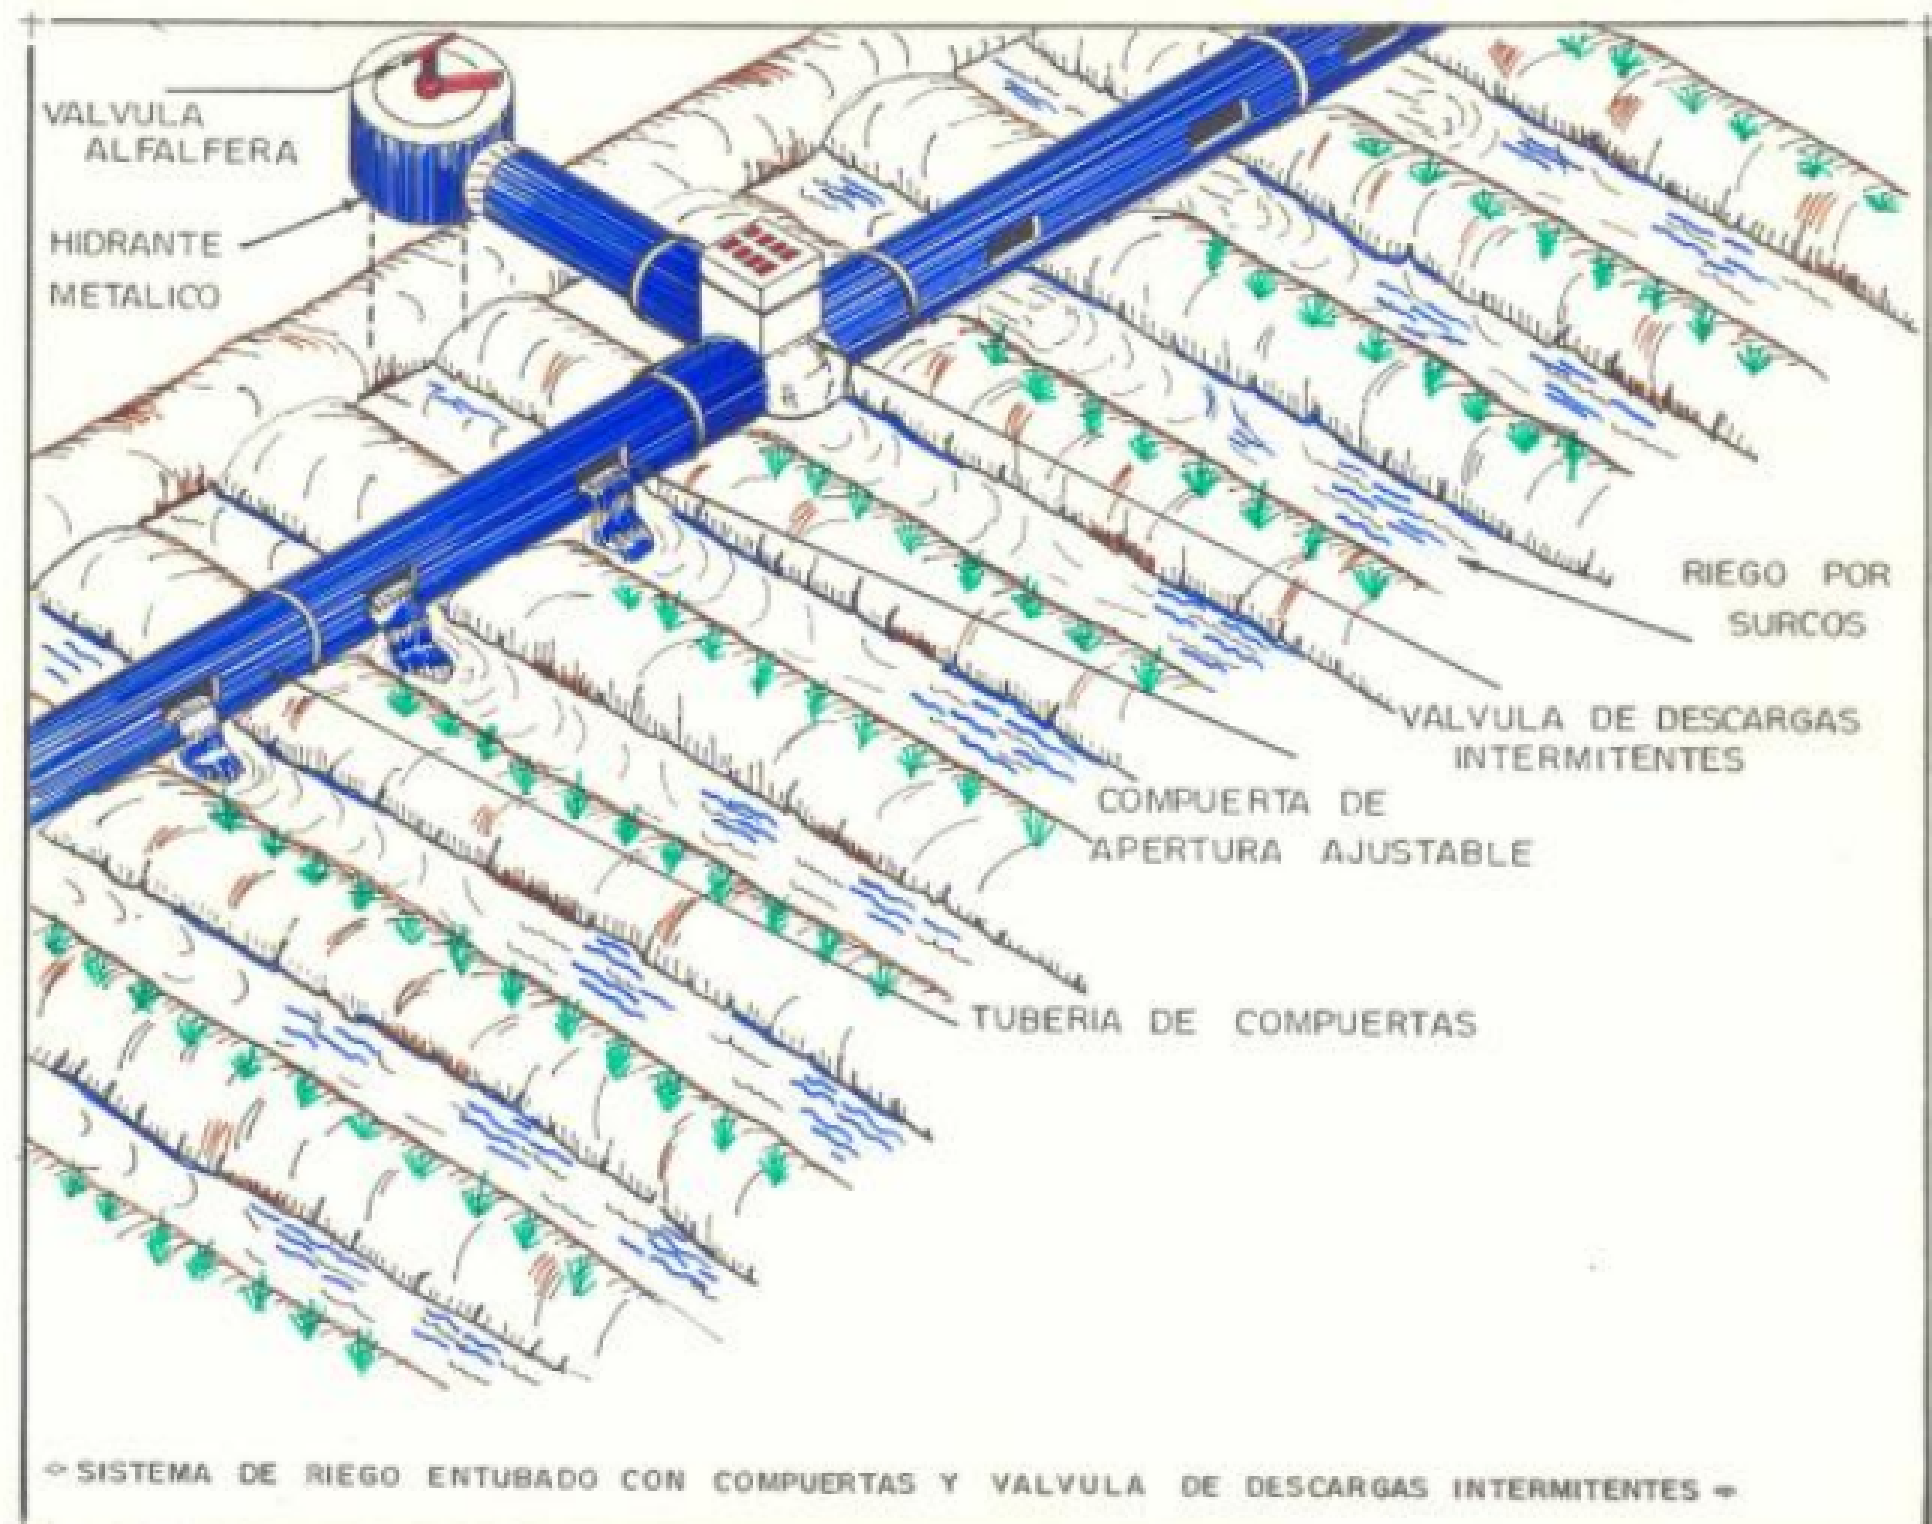 VALVULA
ALFALFERA
HIDRANTE
METALICO
RIEGO POR
SURCOS
VALVULA DE DESCARGAS
INTERMITENTES
COMPUERTA DE
APERTURA AJUSTABLE
TUBERIA DE COMPUERTAS
SISTEMA DE RIEGO ENTUBADO CON COMPUERTAS Y VALVULA DE DESCARGAS INTERMITENTES